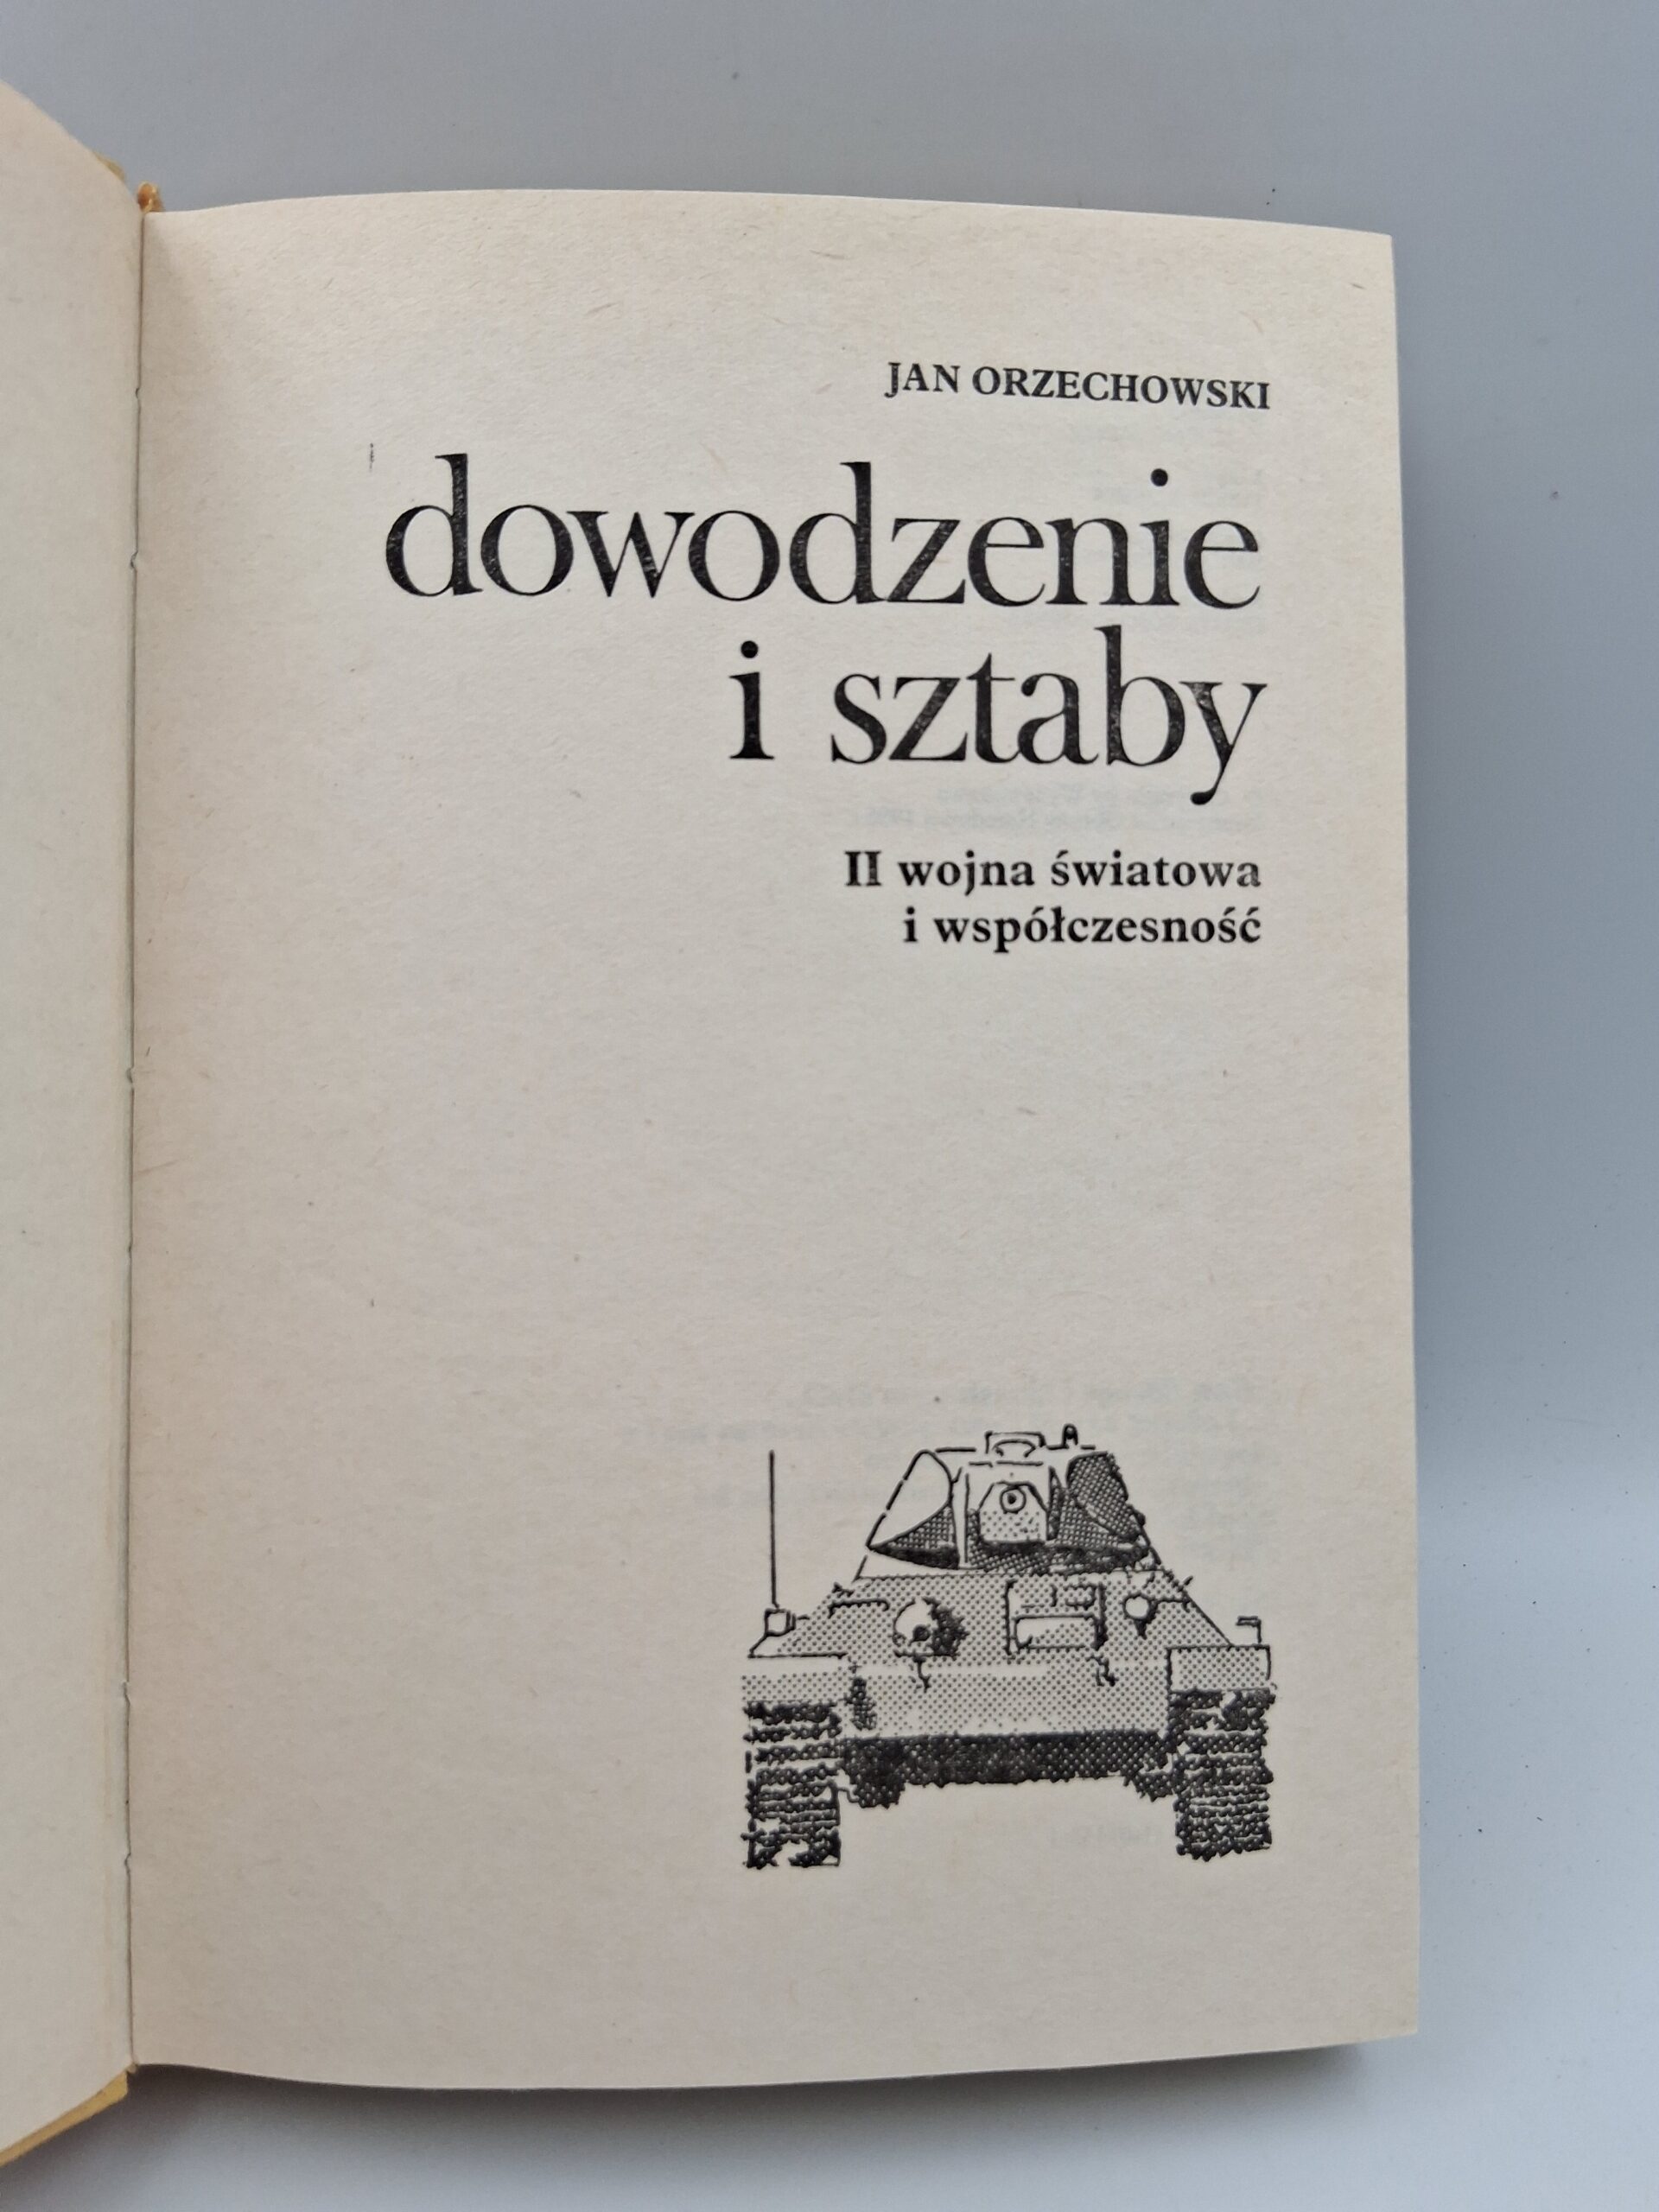 JAN ORZECHOWSKI
dowodzenie
i sztaby
II wojna światowa
i współczesność